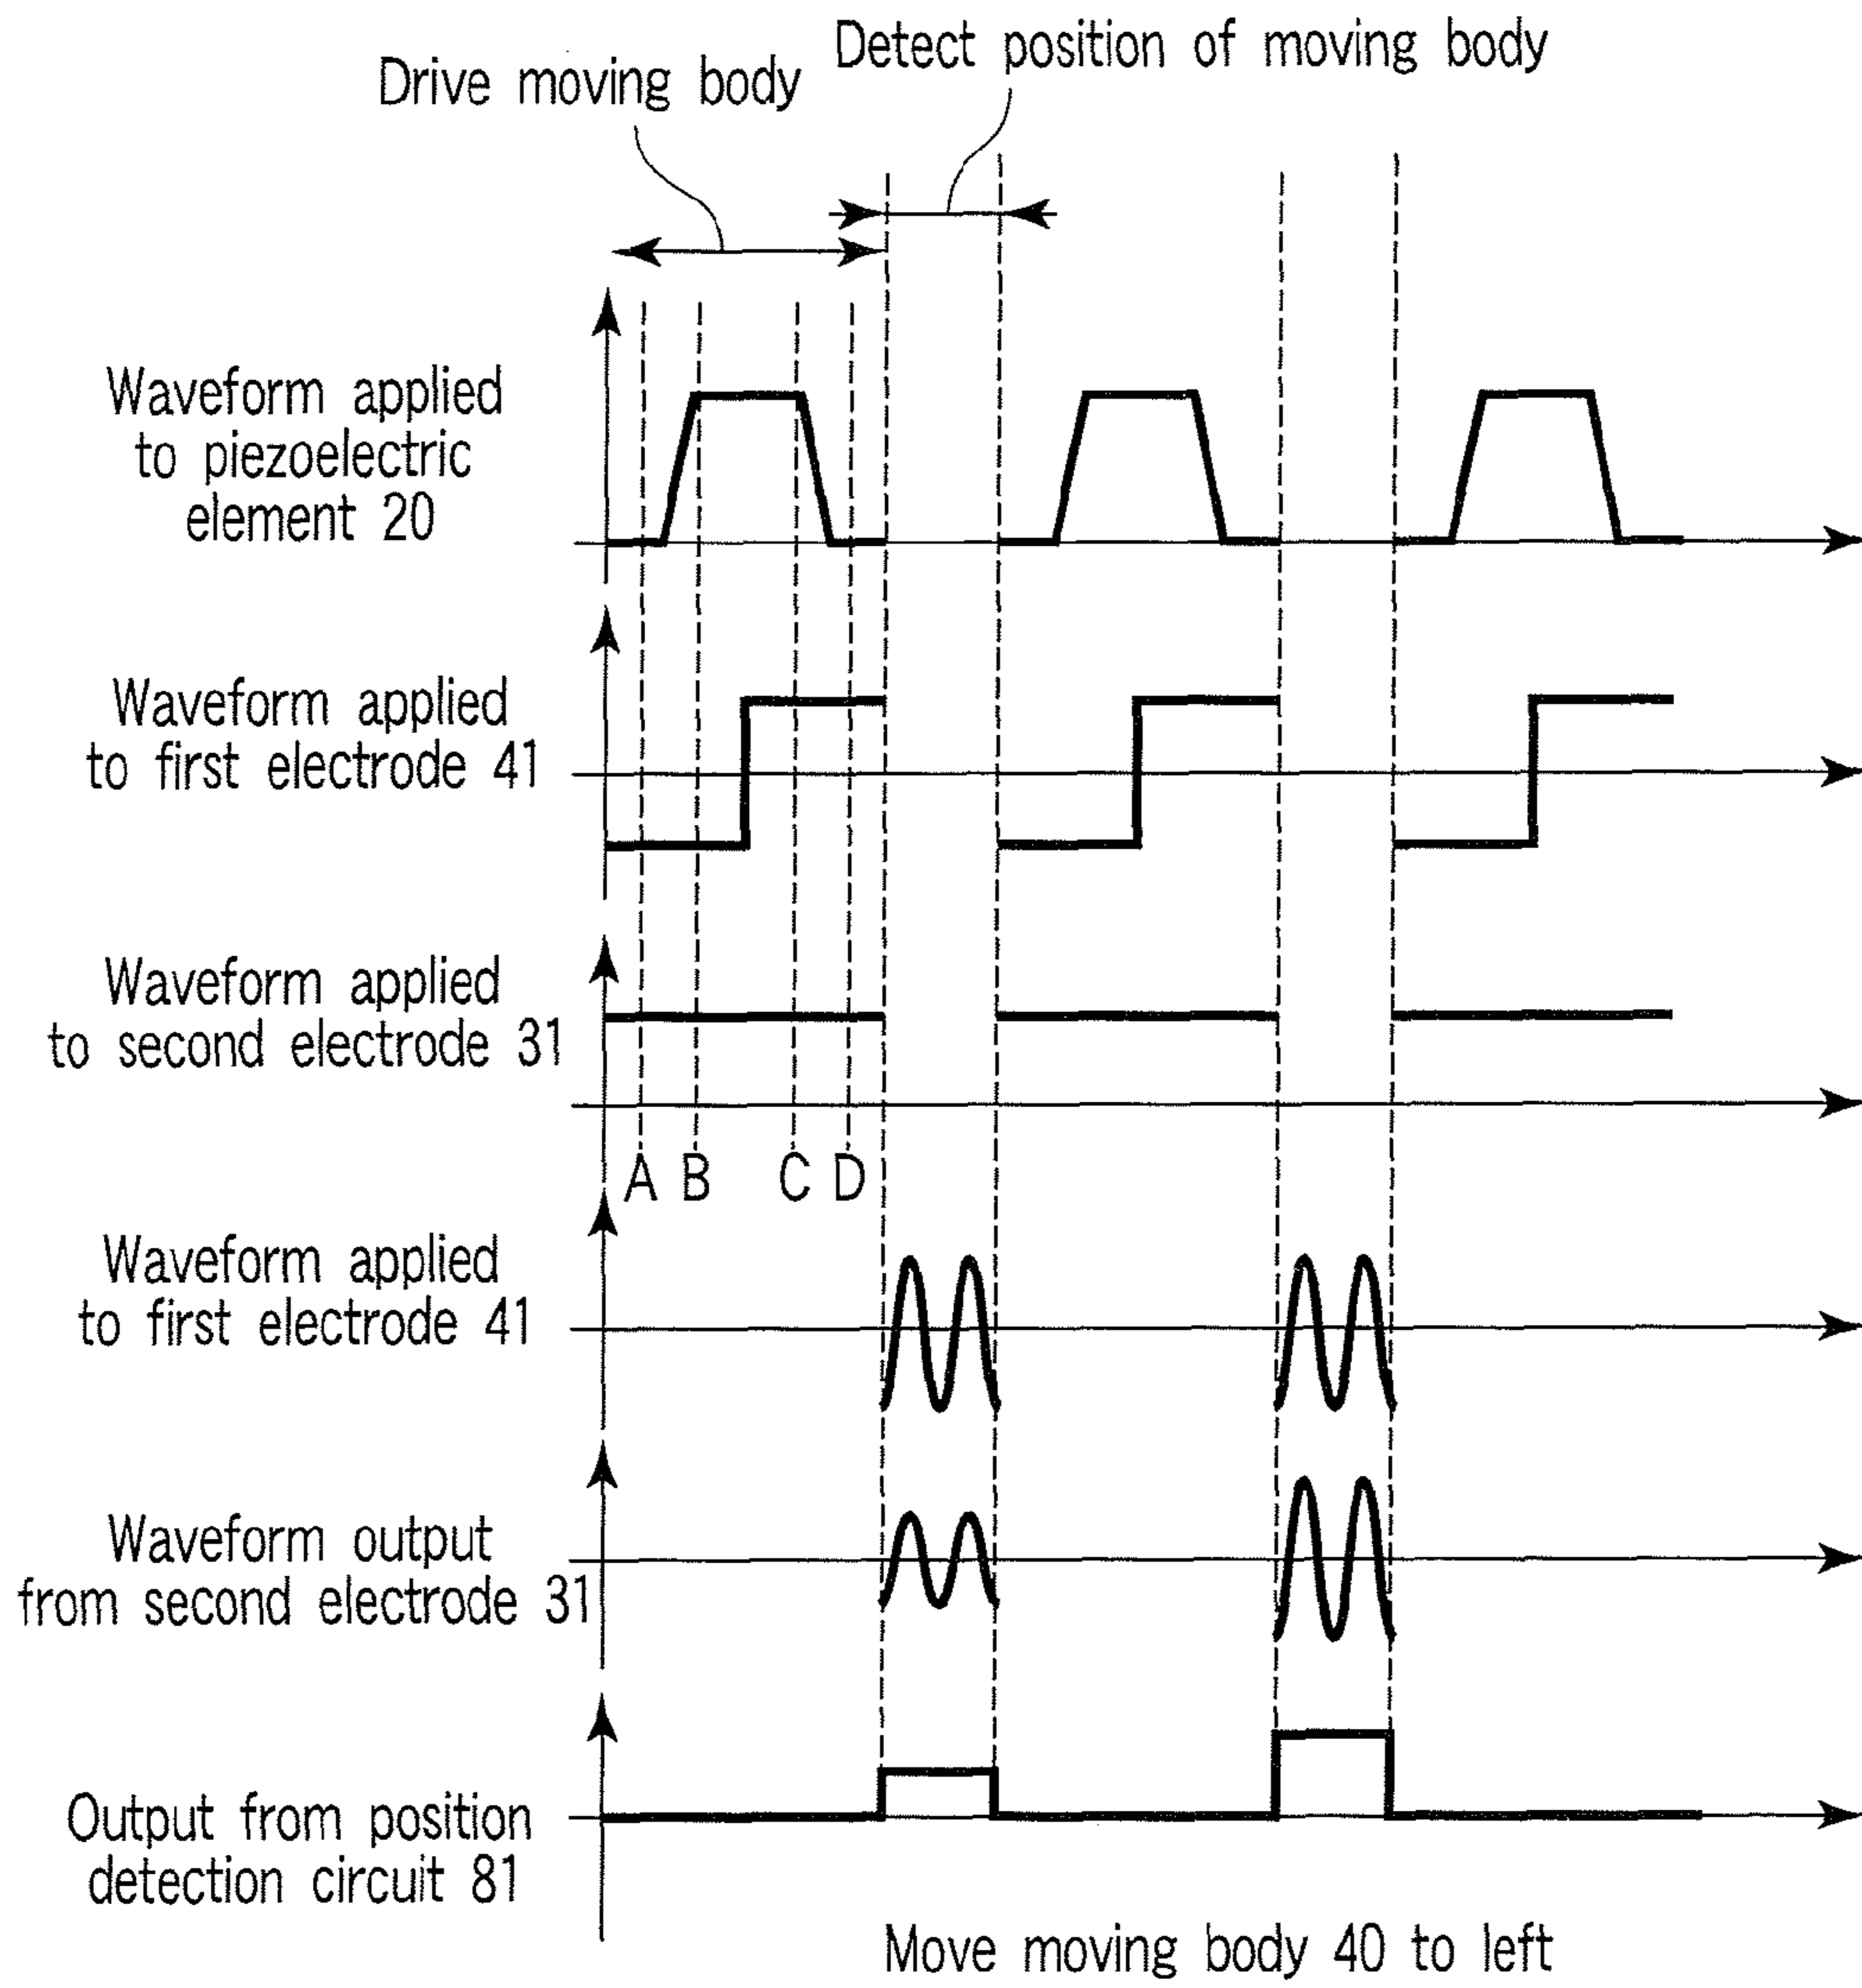 Detect position of moving body
Drive moving body
Waveform applied
to piezoelectric
element 20
Waveform applied
to first electrode 41
Waveform applied
to second electrode 31
A B C D
Waveform applied
to first electrode 41
Waveform output
from second electrode 31
Output from position
detection circuit 81
Move moving body 40 to left